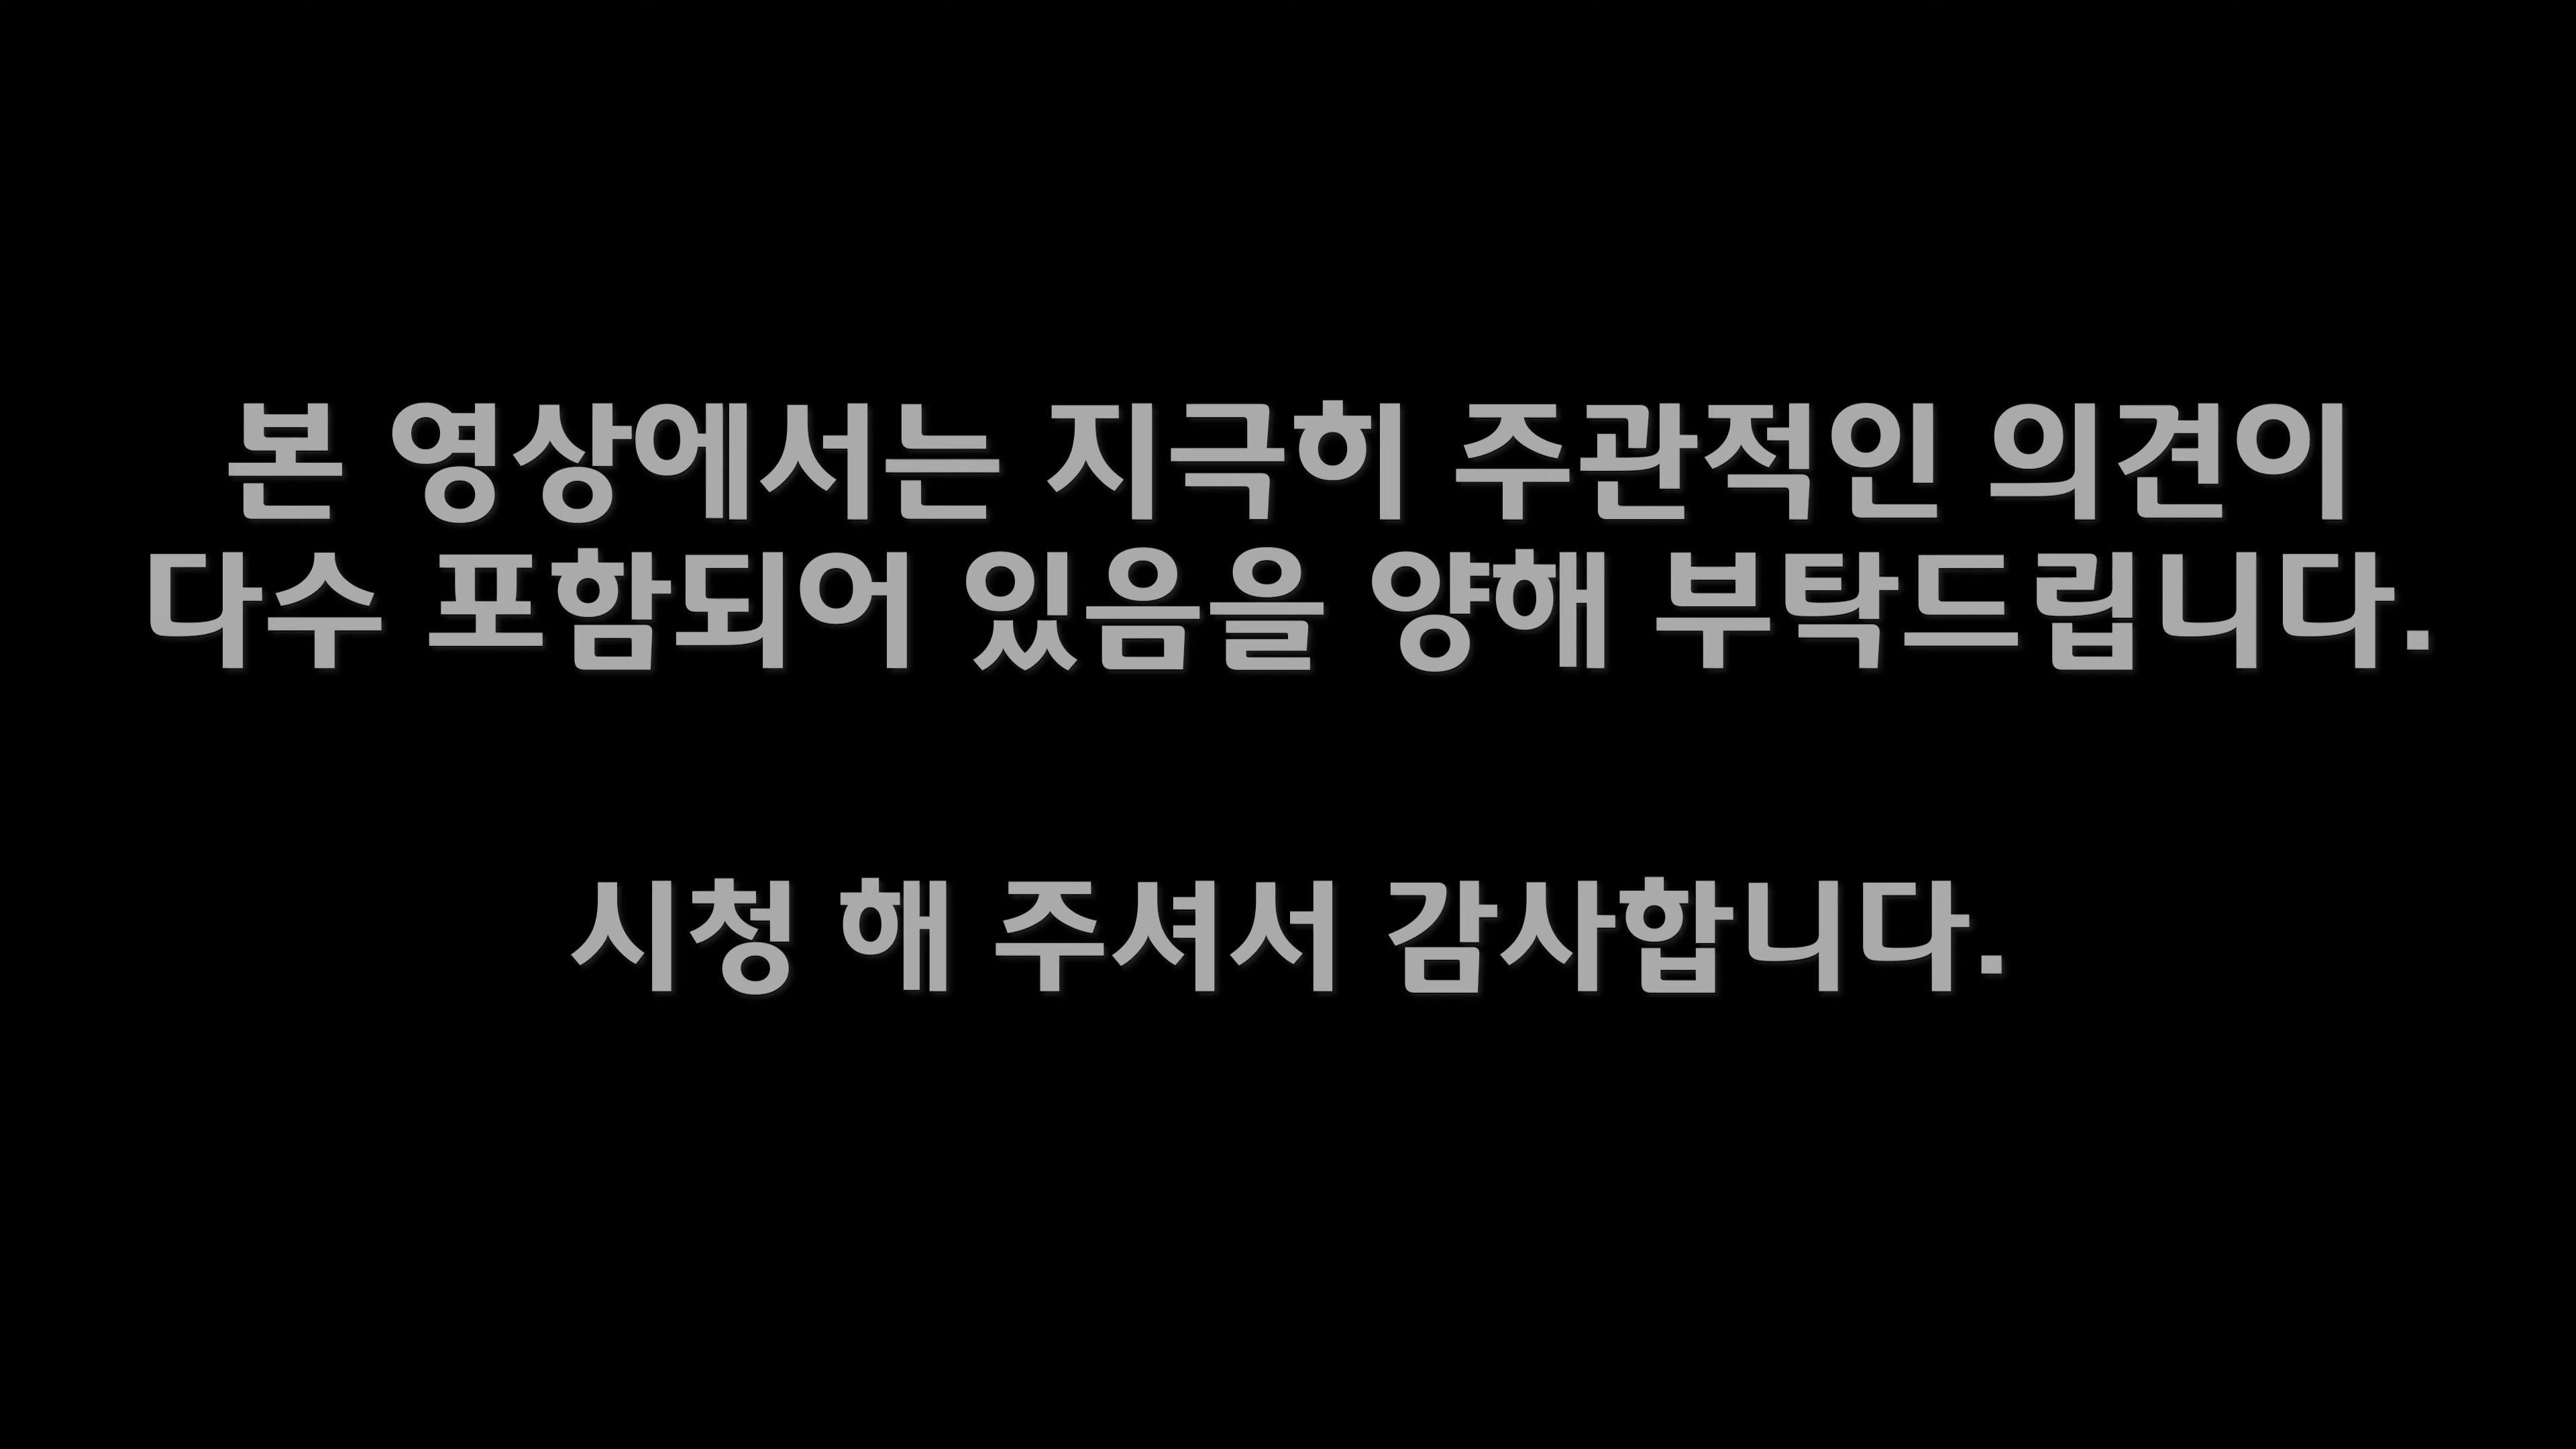 본 영상에서는 지극히 주관적인 의견이
다수 포함되어 있음을 양해 부탁드립니다.
시청 해 주셔서 감사합니다.